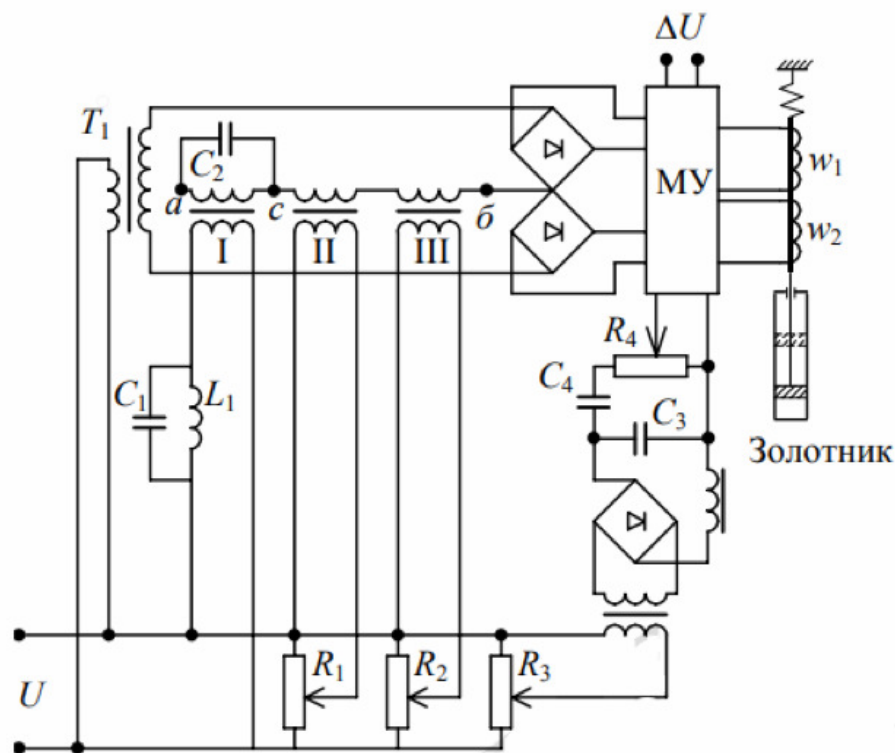 ΔU
T₁
C₂
МУ
w₁
а
с
б
w₂
I
II
III
R₄
C₄
C₁
L₁
C₃
Золотник
R₁
R₂
R₃
U